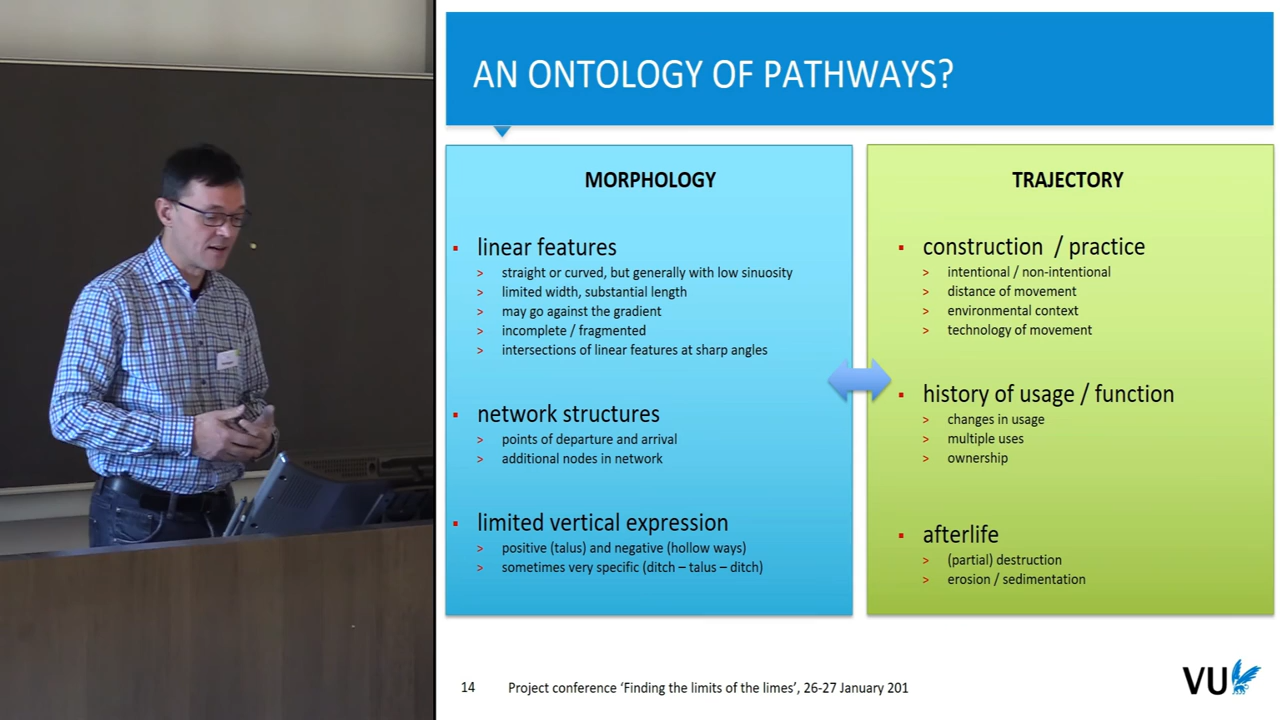 AN ONTOLOGY OF PATHWAYS?
MORPHOLOGY
linear features
straight or curved, but generally with low sinuosity
limited width, substantial length
may go against the gradient
incomplete / fragmented
intersections of linear features at sharp angles
network structures
points of departure and arrival
additional nodes in network
limited vertical expression
positive (talus) and negative (hollow ways)
sometimes very specific (ditch – talus – ditch)
TRAJECTORY
construction / practice
intentional / non-intentional
distance of movement
environmental context
technology of movement
history of usage / function
changes in usage
multiple uses
ownership
afterlife
(partial) destruction
erosion / sedimentation
14 Project conference ‘Finding the limits of the limes’, 26-27 January 201
VU